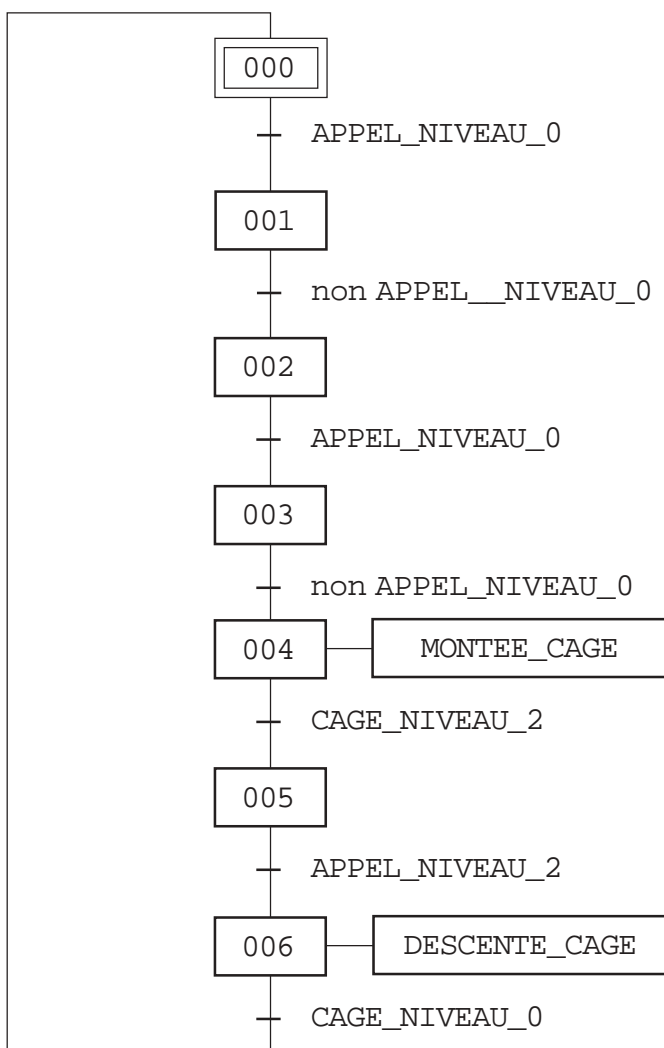 000
APPEL_NIVEAU_0
001
non APPEL__NIVEAU_0
002
APPEL_NIVEAU_0
003
non APPEL_NIVEAU_0
004 MONTEE_CAGE
CAGE_NIVEAU_2
005
APPEL_NIVEAU_2
006 DESCENTE_CAGE
CAGE_NIVEAU_0